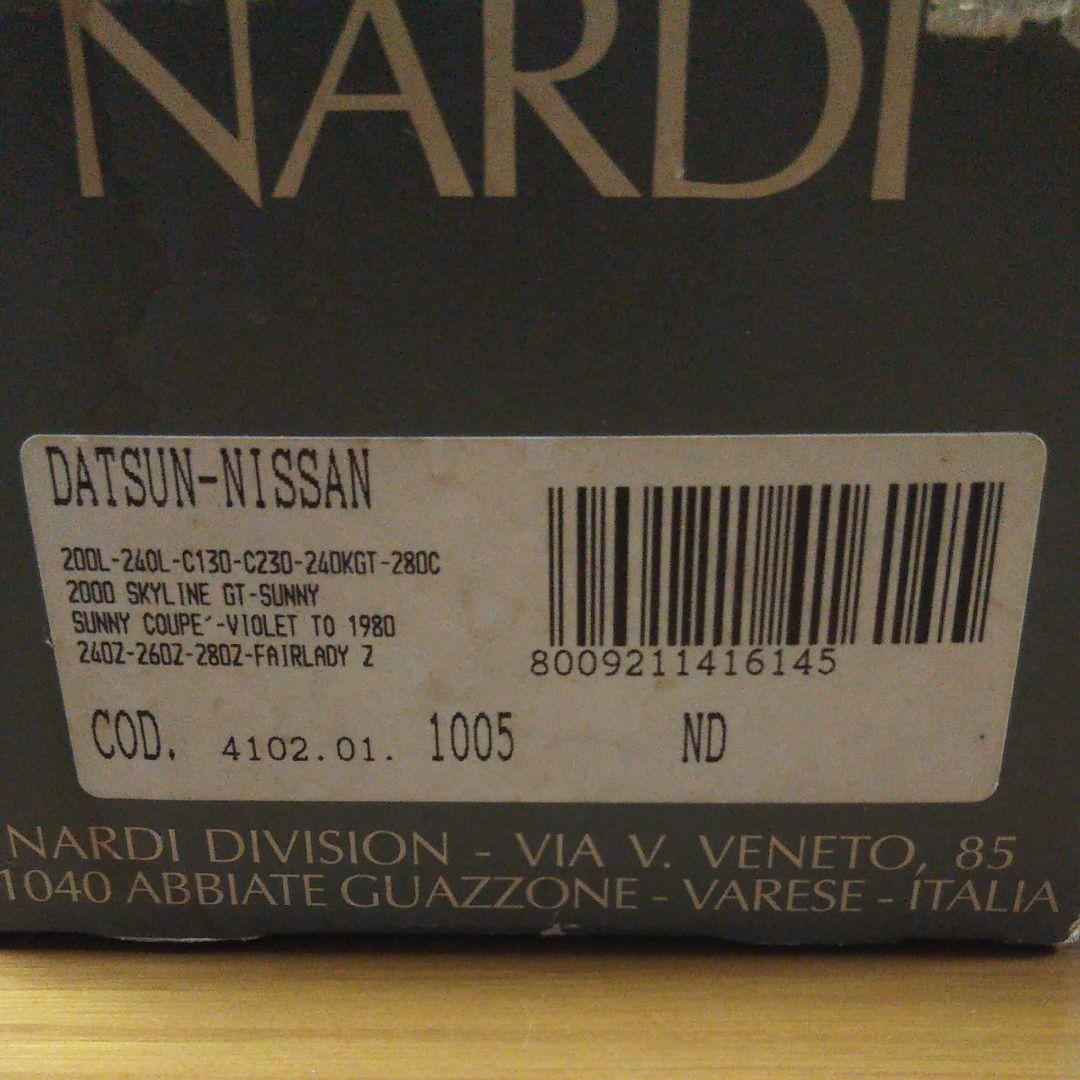 NARDI
DATSUN-NISSAN
200L-240L-C130-C230-240KGT-280C
2000 SKYLINE GT-SUNNY
SUNNY COUPE´-VIOLET TO 1980
240Z-260Z-280Z-FAIRLADY Z
8009211416145
COD. 4102.01. 1005 ND
NARDI DIVISION - VIA V. VENETO, 85
1040 ABBIATE GUAZZONE - VARESE - ITALIA